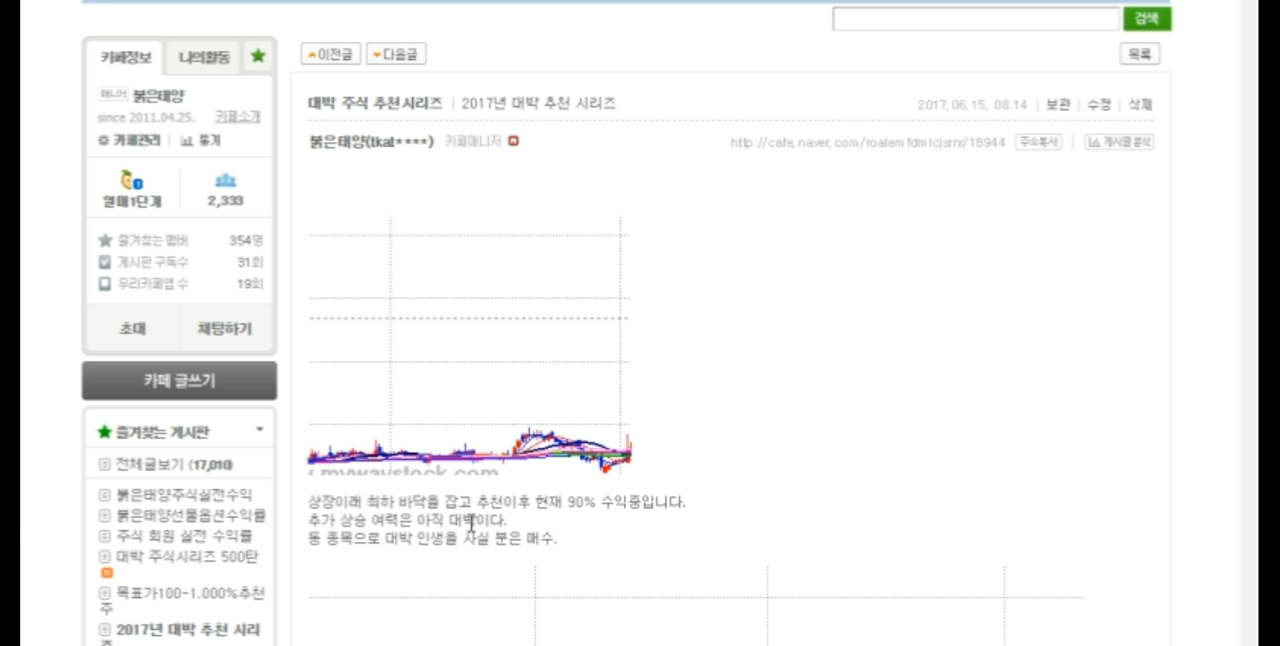 검색
카페정보
나의활동
이전글
다음글
목록
매니저 붉은태양
since 2011.04.25. 카페소개
카페관리 통계
대박 주식 추천시리즈 | 2017년 대박 추천 시리즈
2017.06.15. 08:14 | 보관 | 수정 | 삭제
붉은태양(tkat****) 카페매니저
주소복사 | 게시글분석
열매1단계
2,333
즐겨찾는 멤버 354명
게시판 구독수 31회
우리카페앱 수 19회
초대
채팅하기
카페 글쓰기
즐겨찾는 게시판
전체글보기 (17,010)
붉은태양주식실전수익
붉은태양선물옵션수익률
주식 회원 실전 수익률
대박 주식시리즈 500탄
목표가100-1.000%추천
주
2017년 대박 추천 시리
mywaystock.com
상장이래 최하 바닥을 잡고 추천이후 현재 90% 수익중입니다.
추가 상승 여력은 아직 대박이다.
동 종목으로 대박 인생을 사실 분은 매수.